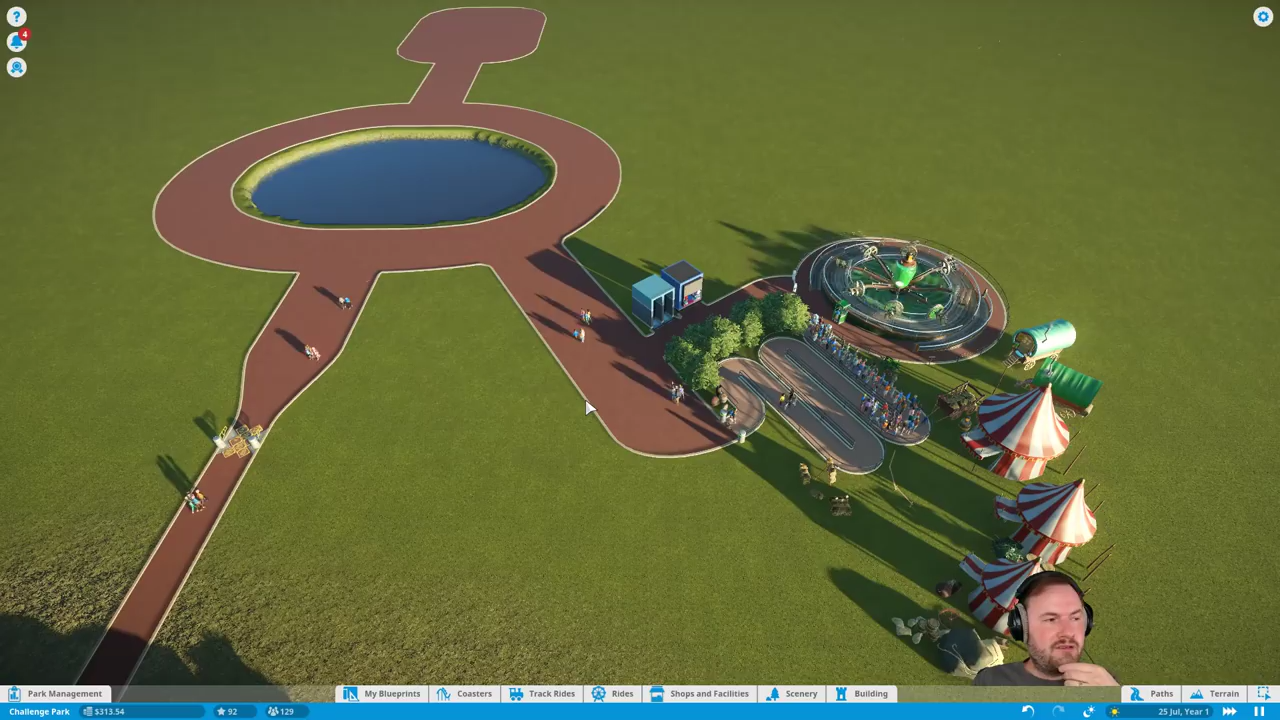 ?
4
Park Management
My Blueprints
Coasters
Track Rides
Rides
Shops and Facilities
Scenery
Building
Paths
Terrain
Challenge Park
$313.54
92
129
25 Jul, Year 1